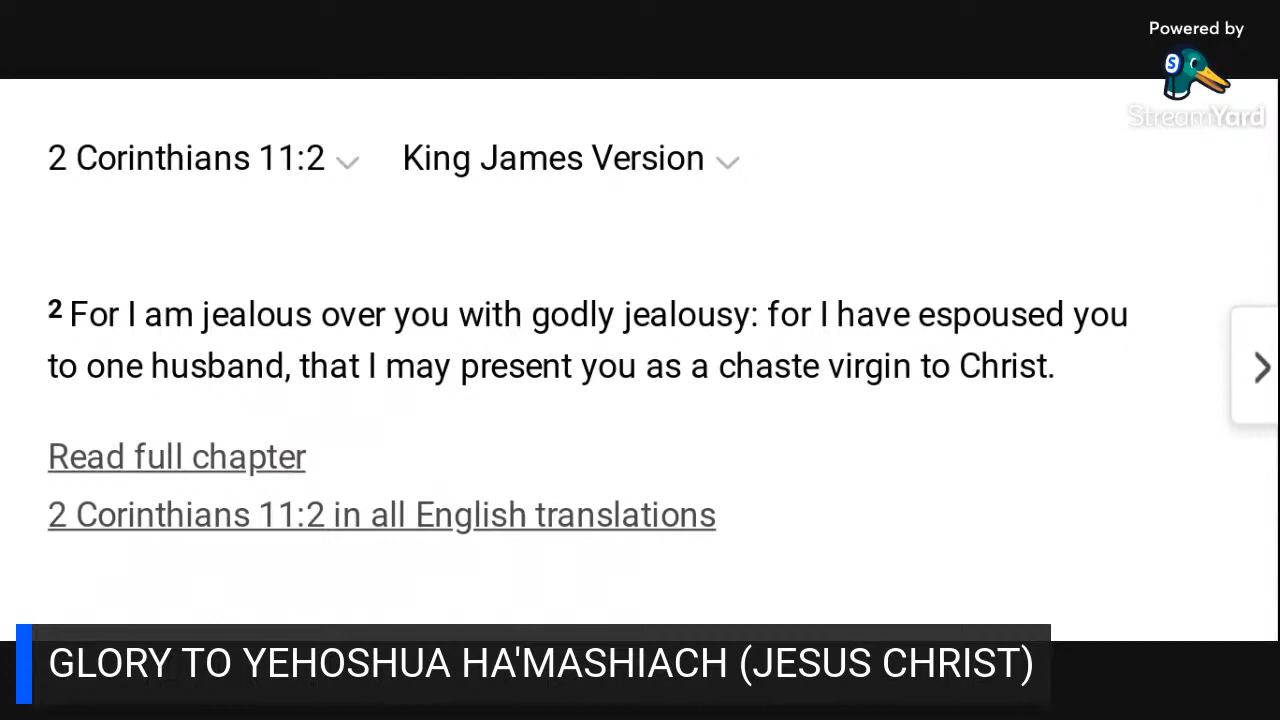 Powered by
S
StreamYard
2 Corinthians 11:2 King James Version
2 For I am jealous over you with godly jealousy: for I have espoused you
to one husband, that I may present you as a chaste virgin to Christ.
Read full chapter
2 Corinthians 11:2 in all English translations
GLORY TO YEHOSHUA HA'MASHIACH (JESUS CHRIST)